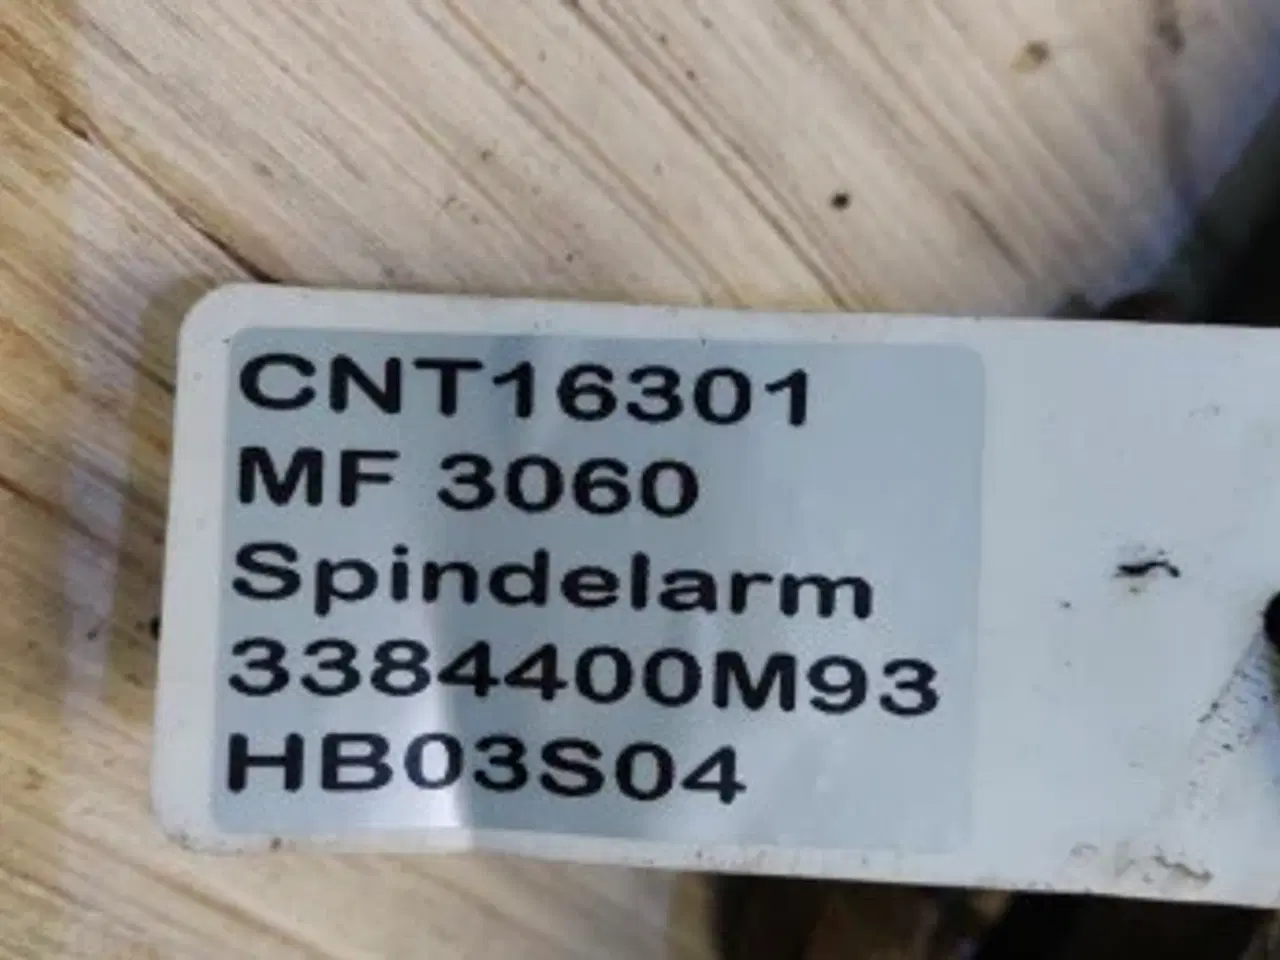 CNT16301
MF 3060
Spindelarm
3384400M93
HB03S04